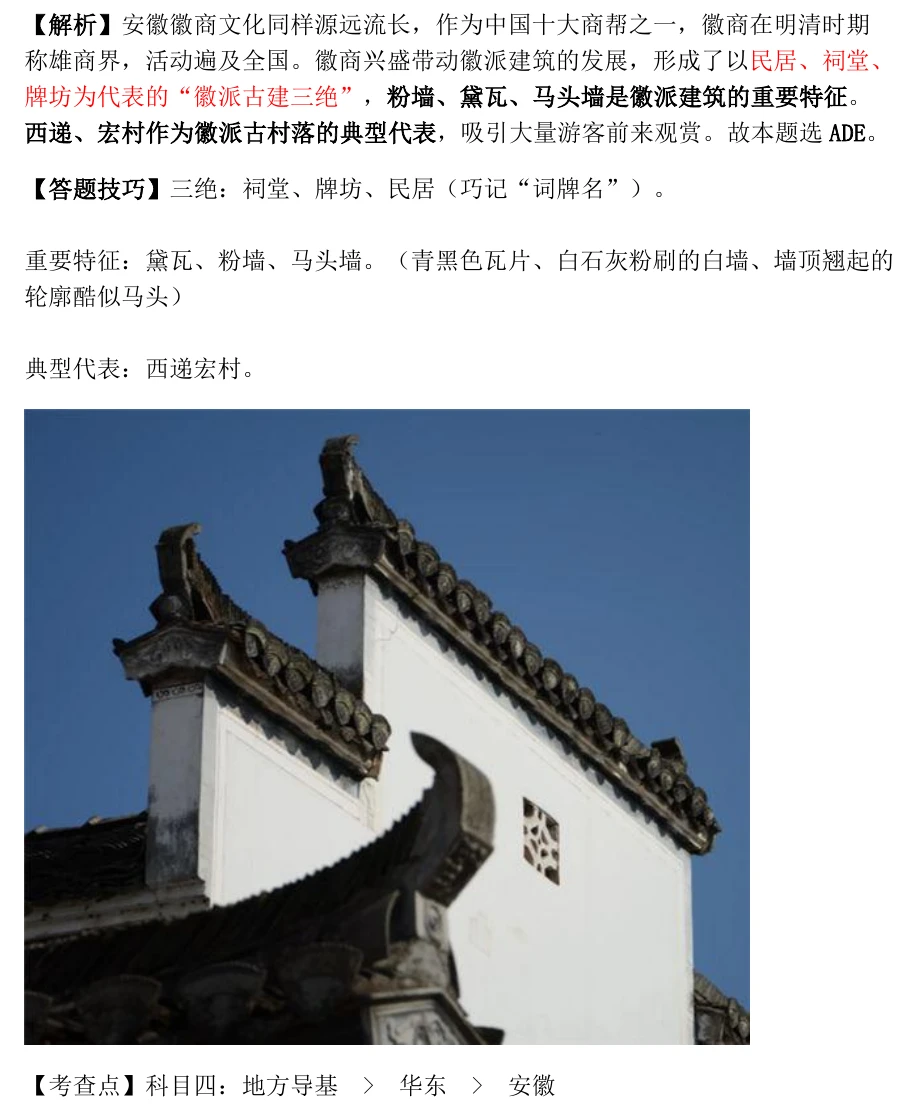 【解析】安徽徽商文化同样源远流长，作为中国十大商帮之一，徽商在明清时期
称雄商界，活动遍及全国。徽商兴盛带动徽派建筑的发展，形成了以民居、祠堂、
牌坊为代表的“徽派古建三绝”，粉墙、黛瓦、马头墙是徽派建筑的重要特征。
西递、宏村作为徽派古村落的典型代表，吸引大量游客前来观赏。故本题选 ADE。
【答题技巧】三绝：祠堂、牌坊、民居（巧记“词牌名”）。
重要特征：黛瓦、粉墙、马头墙。（青黑色瓦片、白石灰粉刷的白墙、墙顶翘起的
轮廓酷似马头）
典型代表：西递宏村。
【考查点】科目四：地方导基 > 华东 > 安徽